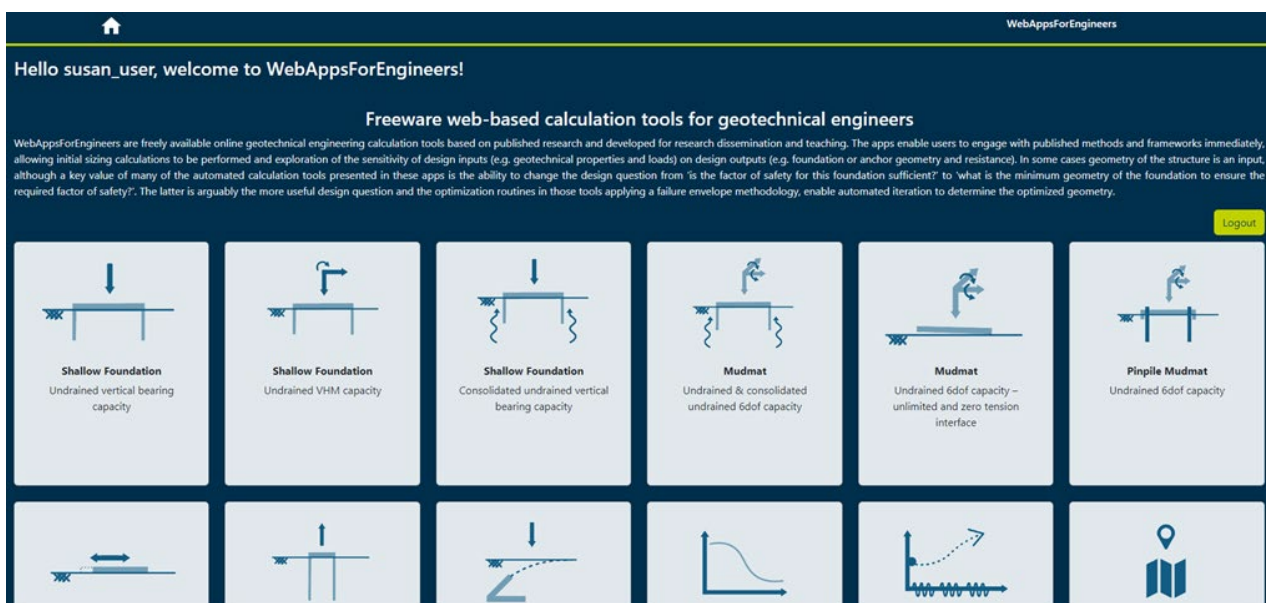 WebAppsForEngineers
Hello susan_user, welcome to WebAppsForEngineers!
Freeware web-based calculation tools for geotechnical engineers
WebAppsForEngineers are freely available online geotechnical engineering calculation tools based on published research and developed for research dissemination and teaching. The apps enable users to engage with published methods and frameworks immediately,
allowing initial sizing calculations to be performed and exploration of the sensitivity of design inputs (e.g. geotechnical properties and loads) on design outputs (e.g. foundation or anchor geometry and resistance). In some cases geometry of the structure is an input,
although a key value of many of the automated calculation tools presented in these apps is the ability to change the design question from 'is the factor of safety for this foundation sufficient?' to 'what is the minimum geometry of the foundation to ensure the
required factor of safety?'. The latter is arguably the more useful design question and the optimization routines in those tools applying a failure envelope methodology, enable automated iteration to determine the optimized geometry.
Logout
Shallow Foundation
Undrained vertical bearing
capacity
Shallow Foundation
Undrained VHM capacity
Shallow Foundation
Consolidated undrained vertical
bearing capacity
Mudmat
Undrained & consolidated
undrained 6dof capacity
Mudmat
Undrained 6dof capacity –
unlimited and zero tension
interface
Pinpile Mudmat
Undrained 6dof capacity